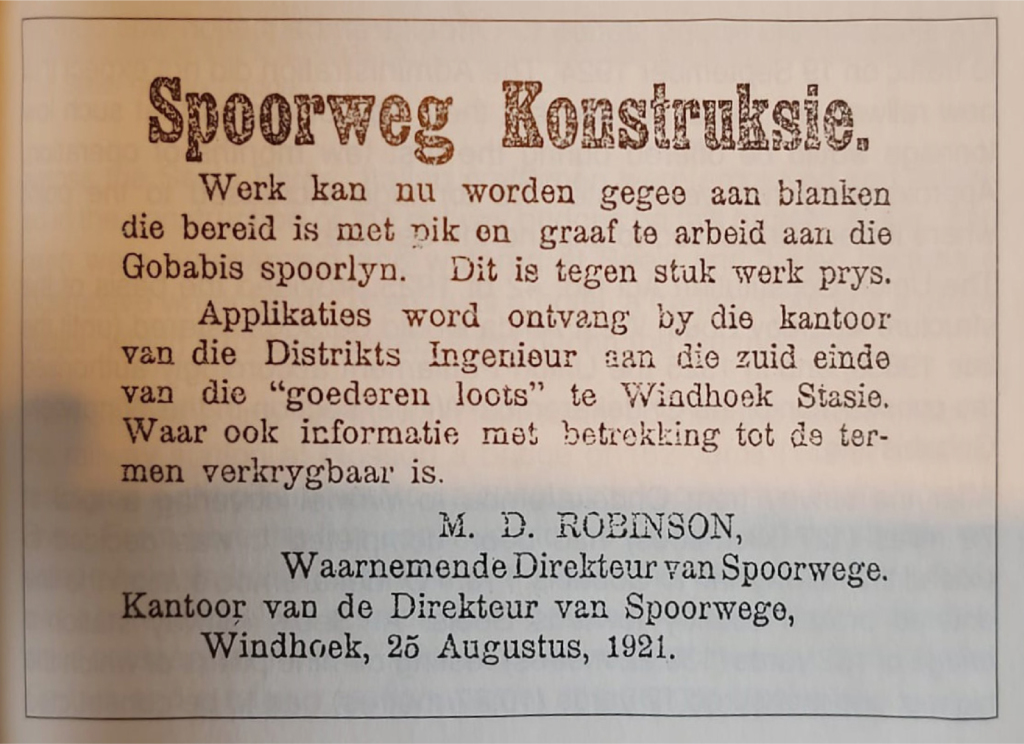 Spoorweg Konstruksie.
Werk kan nu worden gegee aan blanken
die bereid is met pik en graaf te arbeid aan die
Gobabis spoorlyn. Dit is tegen stuk werk prys.
Applikaties word ontvang by die kantoor
van die Distrikts Ingenieur aan die zuid einde
van die "goederen loots" te Windhoek Stasie.
Waar ook informatie met betrekking tot de ter-
men verkrygbaar is.
M. D. ROBINSON,
Waarnemende Direkteur van Spoorwege.
Kantoor van de Direkteur van Spoorwege,
Windhoek, 25 Augustus, 1921.